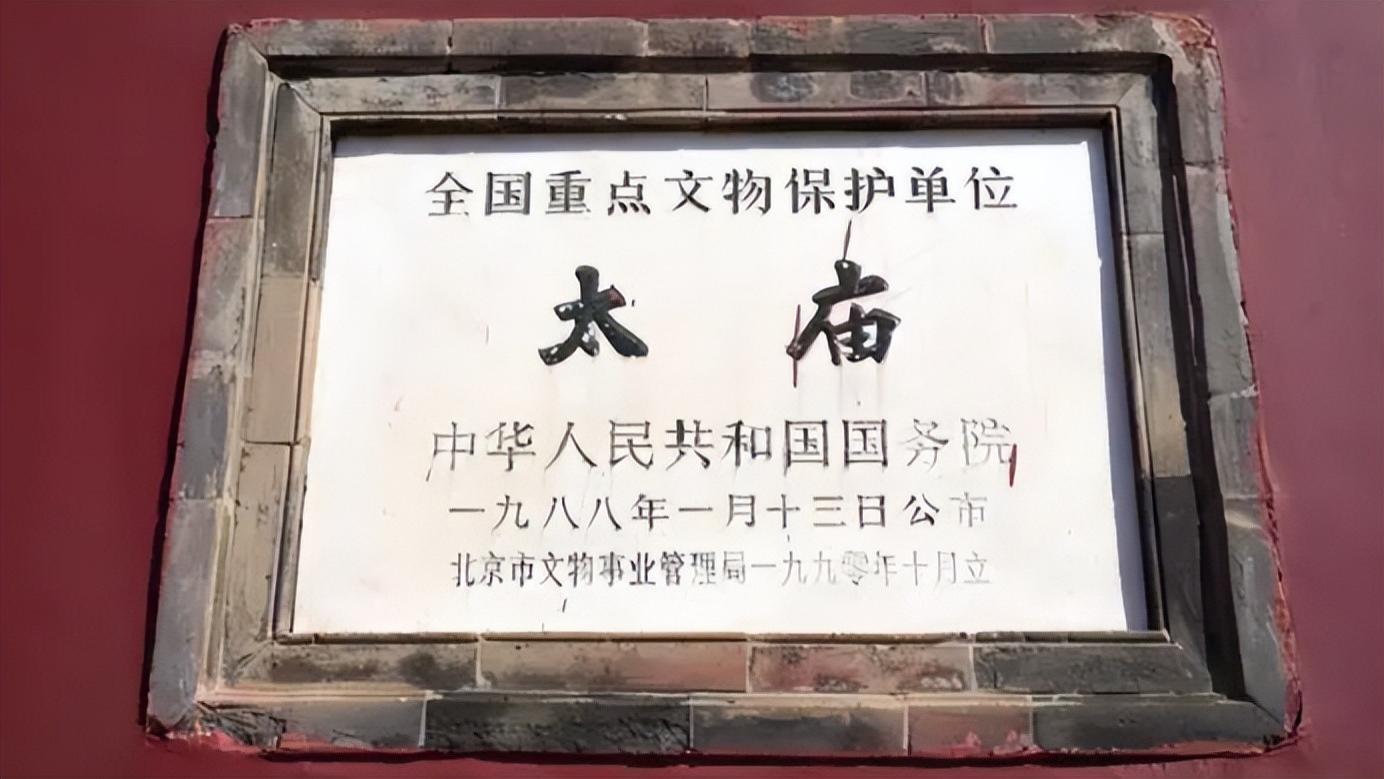 全国重点文物保护单位
太庙
中华人民共和国国务院
一九八八年一月十三日公布
北京市文物事业管理局一九九零年十月立